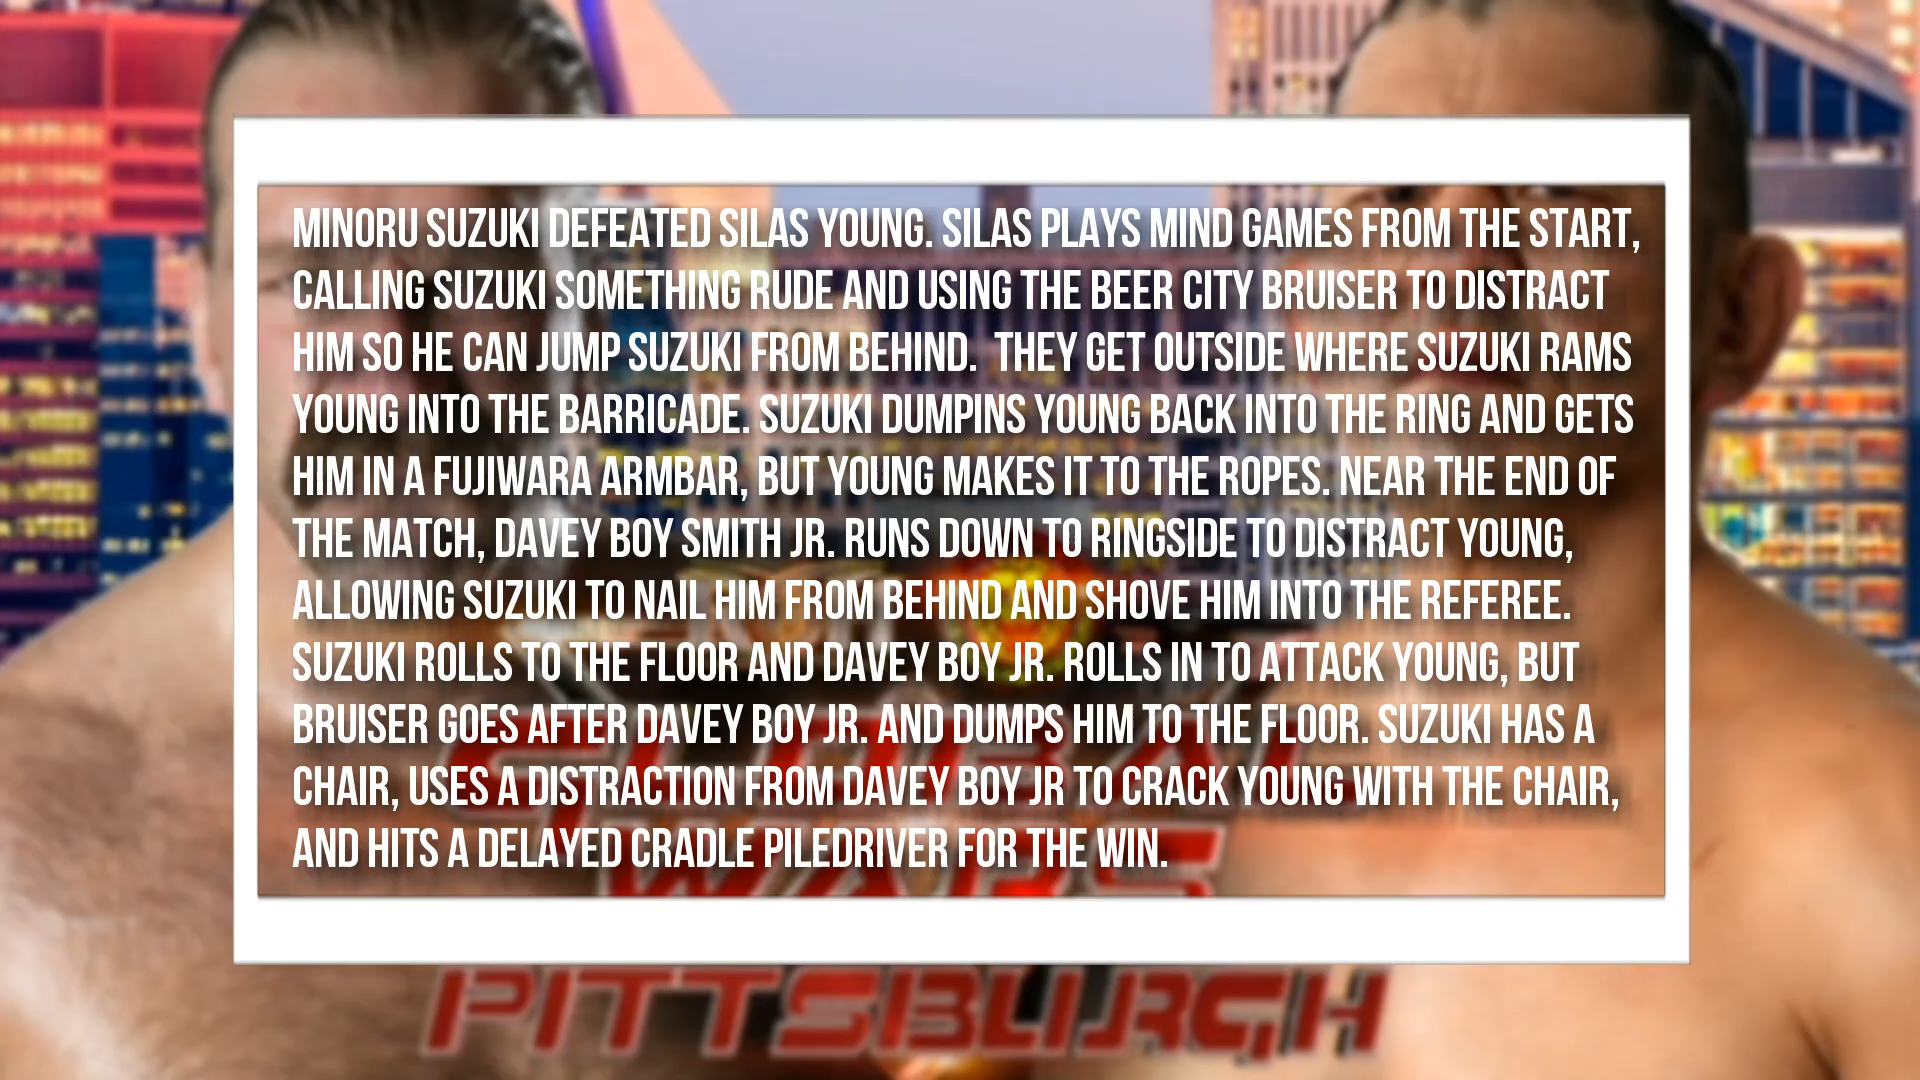 MINORU SUZUKI DEFEATED SILAS YOUNG. SILAS PLAYS MIND GAMES FROM THE START,
CALLING SUZUKI SOMETHING RUDE AND USING THE BEER CITY BRUISER TO DISTRACT
HIM SO HE CAN JUMP SUZUKI FROM BEHIND. THEY GET OUTSIDE WHERE SUZUKI RAMS
YOUNG INTO THE BARRICADE. SUZUKI DUMPINS YOUNG BACK INTO THE RING AND GETS
HIM IN A FUJIWARA ARMBAR, BUT YOUNG MAKES IT TO THE ROPES. NEAR THE END OF
THE MATCH, DAVEY BOY SMITH JR. RUNS DOWN TO RINGSIDE TO DISTRACT YOUNG,
ALLOWING SUZUKI TO NAIL HIM FROM BEHIND AND SHOVE HIM INTO THE REFEREE.
SUZUKI ROLLS TO THE FLOOR AND DAVEY BOY JR. ROLLS IN TO ATTACK YOUNG, BUT
BRUISER GOES AFTER DAVEY BOY JR. AND DUMPS HIM TO THE FLOOR. SUZUKI HAS A
CHAIR, USES A DISTRACTION FROM DAVEY BOY JR TO CRACK YOUNG WITH THE CHAIR,
AND HITS A DELAYED CRADLE PILEDRIVER FOR THE WIN.
WARS
PITTSBURGH